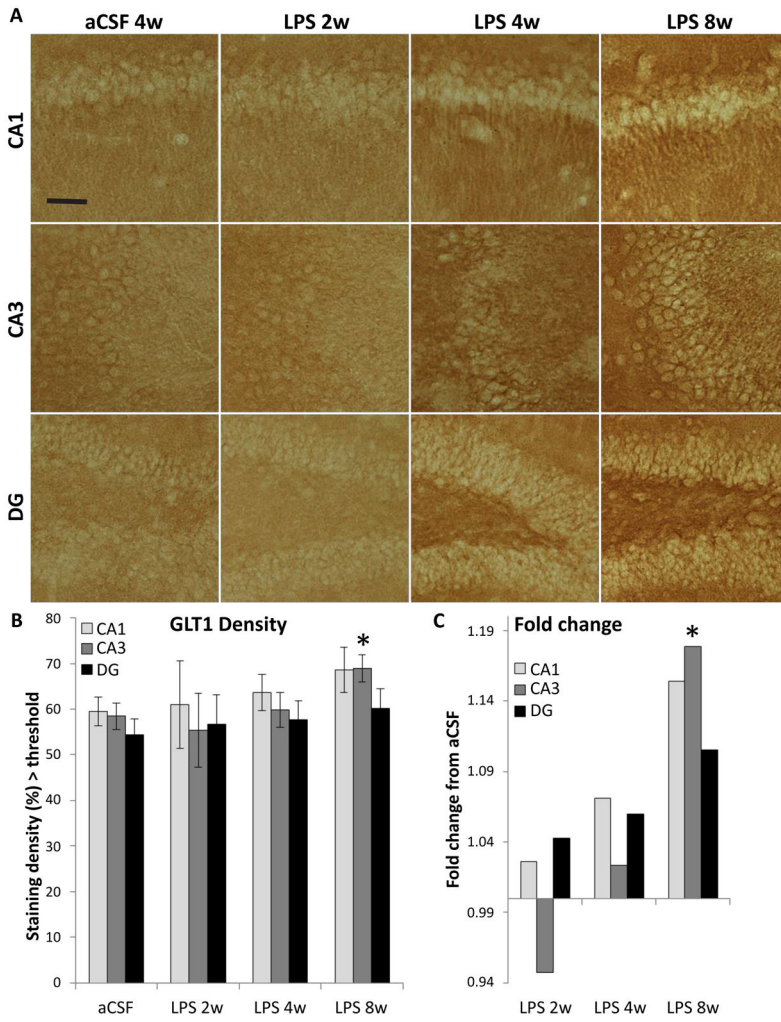 A
aCSF 4w LPS 2w LPS 4w LPS 8w
CA1
CA3
DG
B GLT1 Density
CA1
CA3
DG
*
Staining density (%) > threshold
80
70
60
50
40
30
20
10
0
aCSF LPS 2w LPS 4w LPS 8w
C Fold change
CA1
CA3
DG
*
Fold change from aCSF
1.19
1.14
1.09
1.04
0.99
0.94
LPS 2w LPS 4w LPS 8w